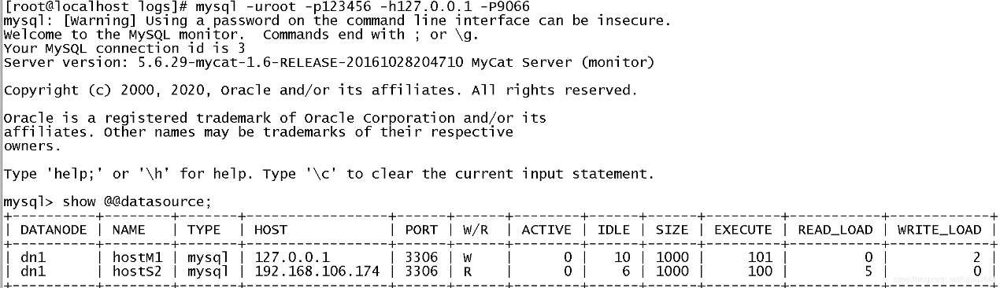 [root@localhost logs]# mysql -uroot -p123456 -h127.0.0.1 -P9066
mysql: [Warning] Using a password on the command line interface can be insecure.
Welcome to the MySQL monitor.  Commands end with ; or \g.
Your MySQL connection id is 3
Server version: 5.6.29-mycat-1.6-RELEASE-20161028204710 MyCat Server (monitor)
Copyright (c) 2000, 2020, Oracle and/or its affiliates. All rights reserved.
Oracle is a registered trademark of Oracle Corporation and/or its
affiliates. Other names may be trademarks of their respective
owners.
Type 'help;' or '\h' for help. Type '\c' to clear the current input statement.
mysql> show @@datasource;
| DATANODE | NAME | TYPE | HOST | PORT | W/R | ACTIVE | IDLE | SIZE | EXECUTE | READ_LOAD | WRITE_LOAD |
| dn1 | hostM1 | mysql | 127.0.0.1 | 3306 | W | 0 | 10 | 1000 | 101 | 0 | 2 |
| dn1 | hostS2 | mysql | 192.168.106.174 | 3306 | R | 0 | 6 | 1000 | 100 | 5 | 0 |